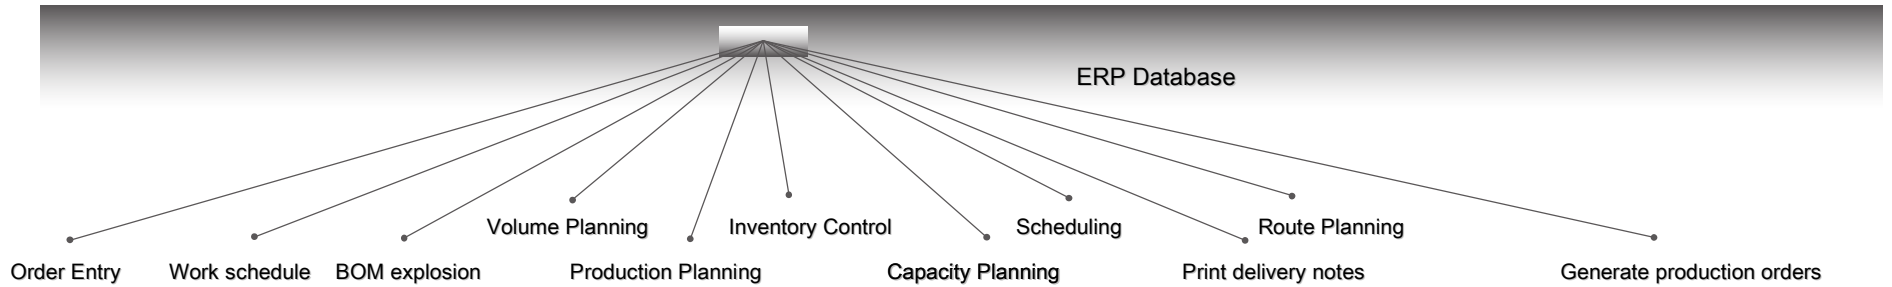 ERP Database
Volume Planning
Inventory Control
Scheduling
Route Planning
Order Entry
Work schedule
BOM explosion
Production Planning
Capacity Planning
Print delivery notes
Generate production orders